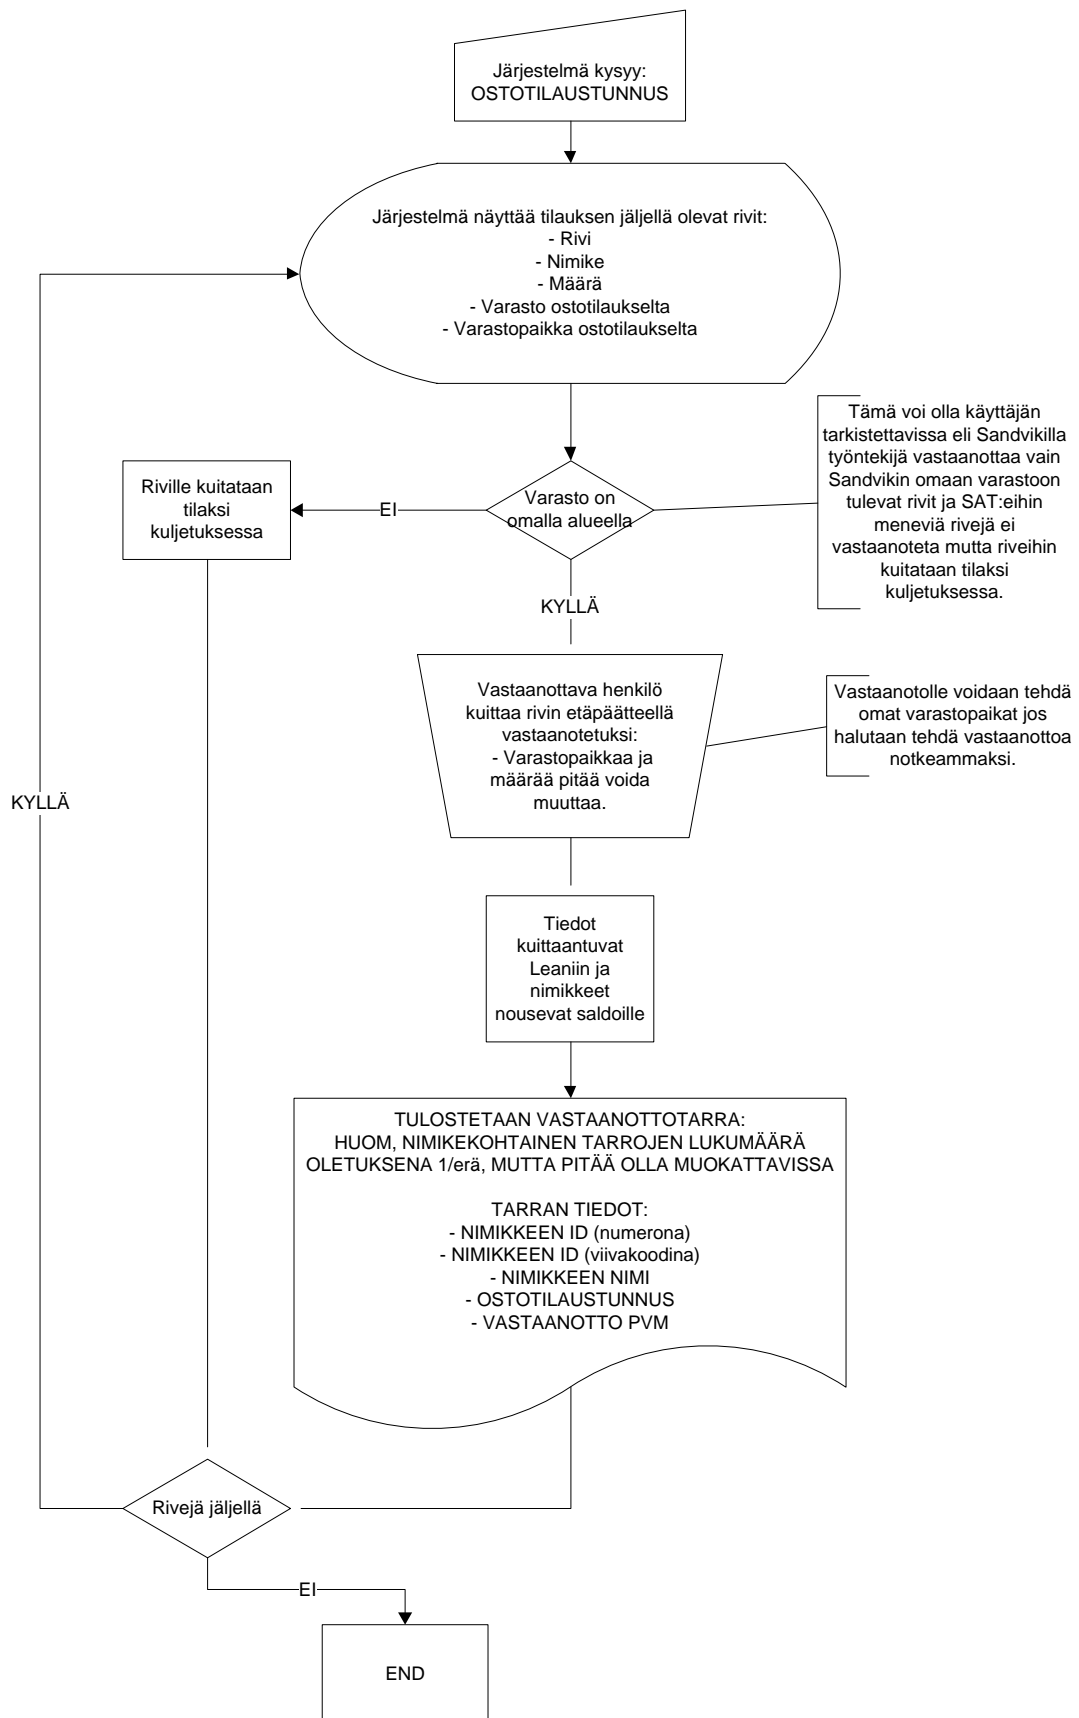 Järjestelmä kysyy:
OSTOTILAUSTUNNUS
Järjestelmä näyttää tilauksen jäljellä olevat rivit:
- Rivi
- Nimike
- Määrä
- Varasto ostotilaukselta
- Varastopaikka ostotilaukselta
Tämä voi olla käyttäjän
tarkistettavissa eli Sandvikilla
työntekijä vastaanottaa vain
Sandvikin omaan varastoon
tulevat rivit ja SAT:eihin
meneviä rivejä ei
vastaanoteta mutta riveihin
kuitataan tilaksi
kuljetuksessa.
Varasto on
omalla alueella
EI
Riville kuitataan
tilaksi
kuljetuksessa
KYLLÄ
Vastaanottava henkilö
kuittaa rivin etäpäätteellä
vastaanotetuksi:
- Varastopaikkaa ja
määrää pitää voida
muuttaa.
Vastaanotolle voidaan tehdä
omat varastopaikat jos
halutaan tehdä vastaanottoa
notkeammaksi.
KYLLÄ
Tiedot
kuittaantuvat
Leaniin ja
nimikkeet
nousevat saldoille
TULOSTETAAN VASTAANOTTOTARRA:
HUOM, NIMIKEKOHTAINEN TARROJEN LUKUMÄÄRÄ
OLETUKSENA 1/erä, MUTTA PITÄÄ OLLA MUOKATTAVISSA
TARRAN TIEDOT:
- NIMIKKEEN ID (numerona)
- NIMIKKEEN ID (viivakoodina)
- NIMIKKEEN NIMI
- OSTOTILAUSTUNNUS
- VASTAANOTTO PVM
Rivejä jäljellä
EI
END